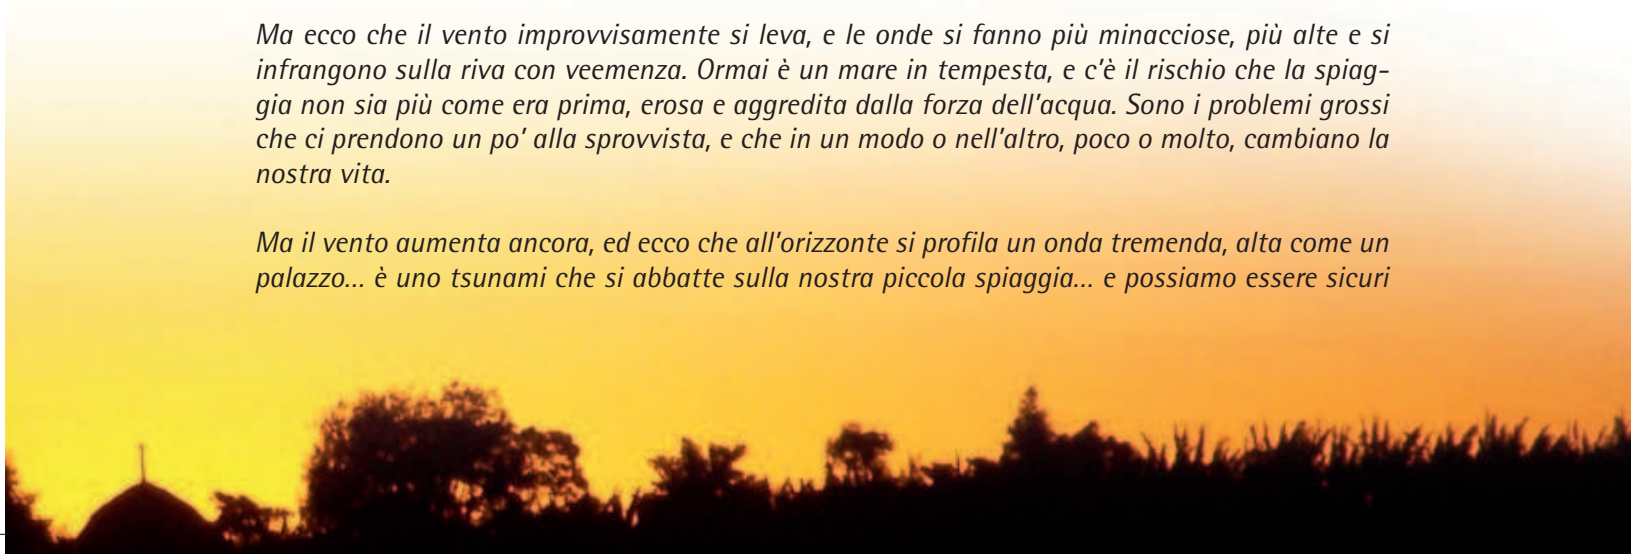 Ma ecco che il vento improvvisamente si leva, e le onde si fanno più minacciose, più alte e si
infrangono sulla riva con veemenza. Ormai è un mare in tempesta, e c'è il rischio che la spiag-
gia non sia più come era prima, erosa e aggredita dalla forza dell'acqua. Sono i problemi grossi
che ci prendono un po' alla sprovvista, e che in un modo o nell'altro, poco o molto, cambiano la
nostra vita.
Ma il vento aumenta ancora, ed ecco che all'orizzonte si profila un onda tremenda, alta come un
palazzo... è uno tsunami che si abbatte sulla nostra piccola spiaggia... e possiamo essere sicuri